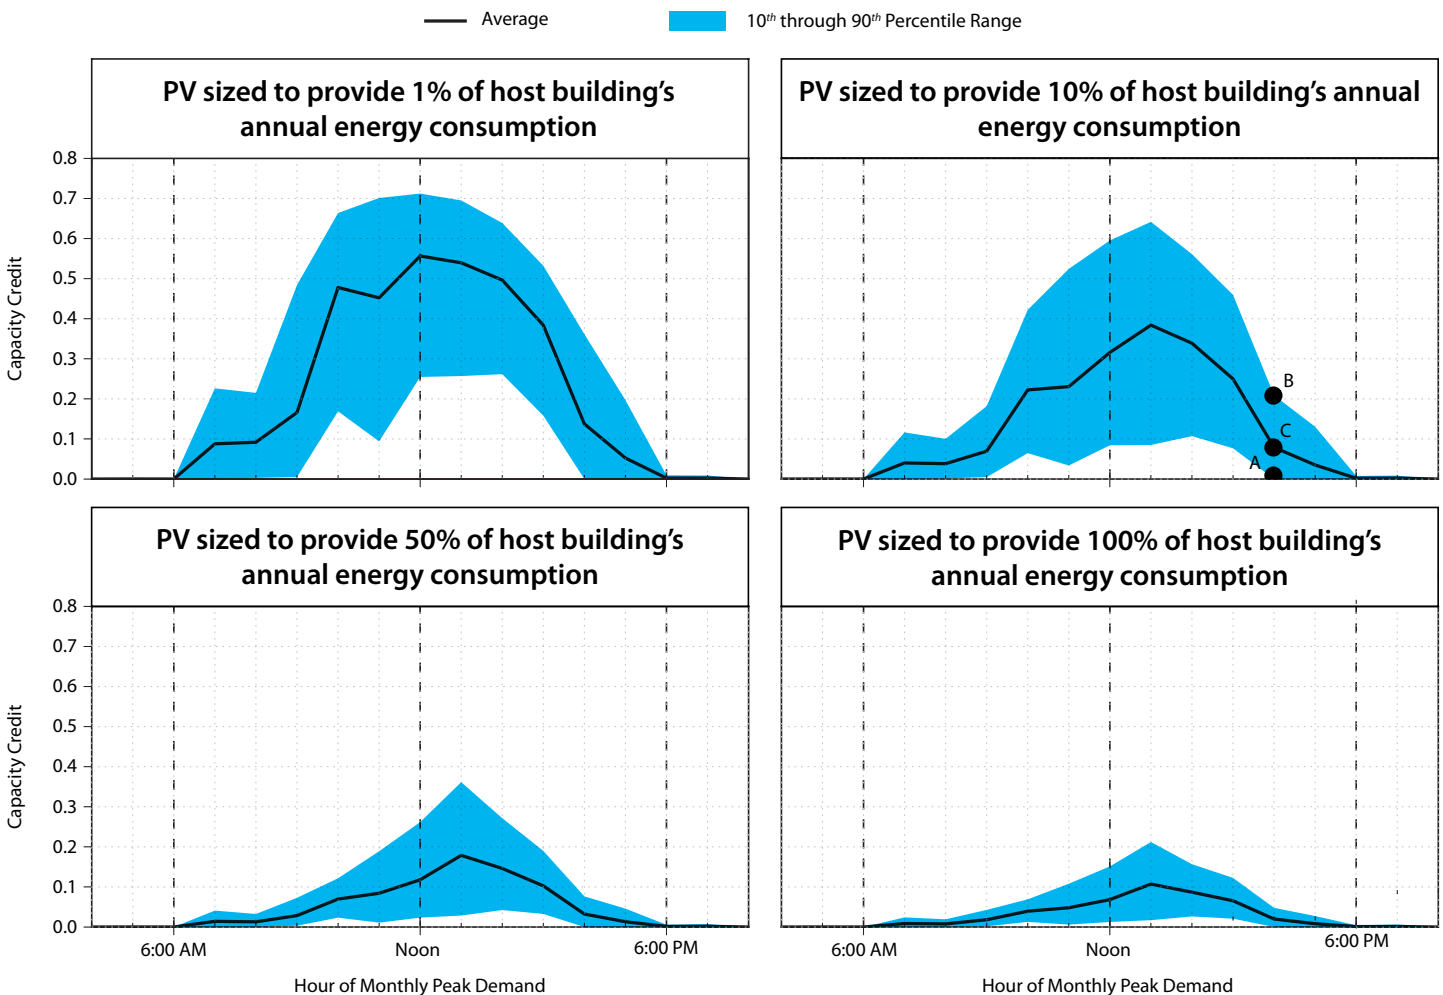 Average
10th through 90th Percentile Range
PV sized to provide 1% of host building's
annual energy consumption
PV sized to provide 10% of host building's annual
energy consumption
Capacity Credit
0.8
0.7
0.6
0.5
0.4
0.3
0.2
0.1
0.0
B
C
A
PV sized to provide 50% of host building's
annual energy consumption
PV sized to provide 100% of host building's
annual energy consumption
Capacity Credit
0.8
0.7
0.6
0.5
0.4
0.3
0.2
0.1
0.0
6:00 AM
Noon
6:00 PM
6:00 AM
Noon
6:00 PM
Hour of Monthly Peak Demand
Hour of Monthly Peak Demand